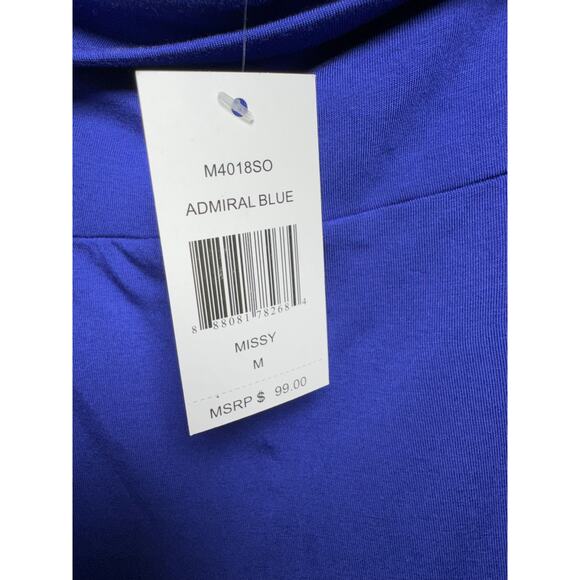 M4018SO
ADMIRAL BLUE
8 88081 78268 4
MISSY
M
MSRP $ 99.00